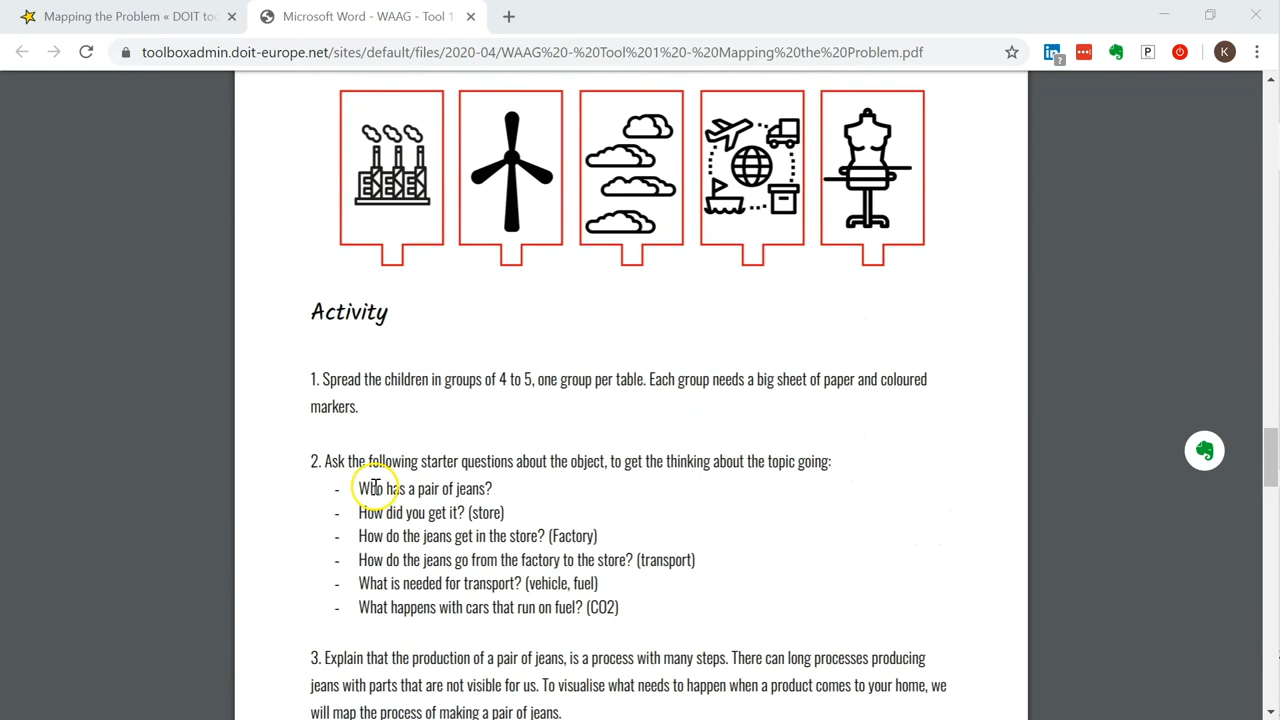 Mapping the Problem « DOIT too
Microsoft Word - WAAG - Tool 1
toolboxadmin.doit-europe.net/sites/default/files/2020-04/WAAG%20-%20Tool%201%20-%20Mapping%20the%20Problem.pdf
Activity
1. Spread the children in groups of 4 to 5, one group per table. Each group needs a big sheet of paper and coloured
markers.
2. Ask the following starter questions about the object, to get the thinking about the topic going:
- Who has a pair of jeans?
- How did you get it? (store)
- How do the jeans get in the store? (Factory)
- How do the jeans go from the factory to the store? (transport)
- What is needed for transport? (vehicle, fuel)
- What happens with cars that run on fuel? (CO2)
3. Explain that the production of a pair of jeans, is a process with many steps. There can long processes producing
jeans with parts that are not visible for us. To visualise what needs to happen when a product comes to your home, we
will map the process of making a pair of jeans.